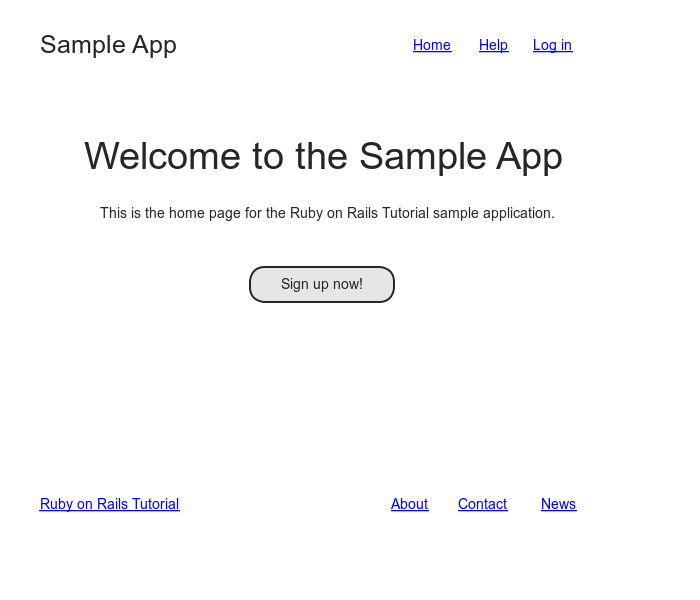 Sample App Home Help Log in
Welcome to the Sample App
This is the home page for the Ruby on Rails Tutorial sample application.
Sign up now!
Ruby on Rails Tutorial About Contact News